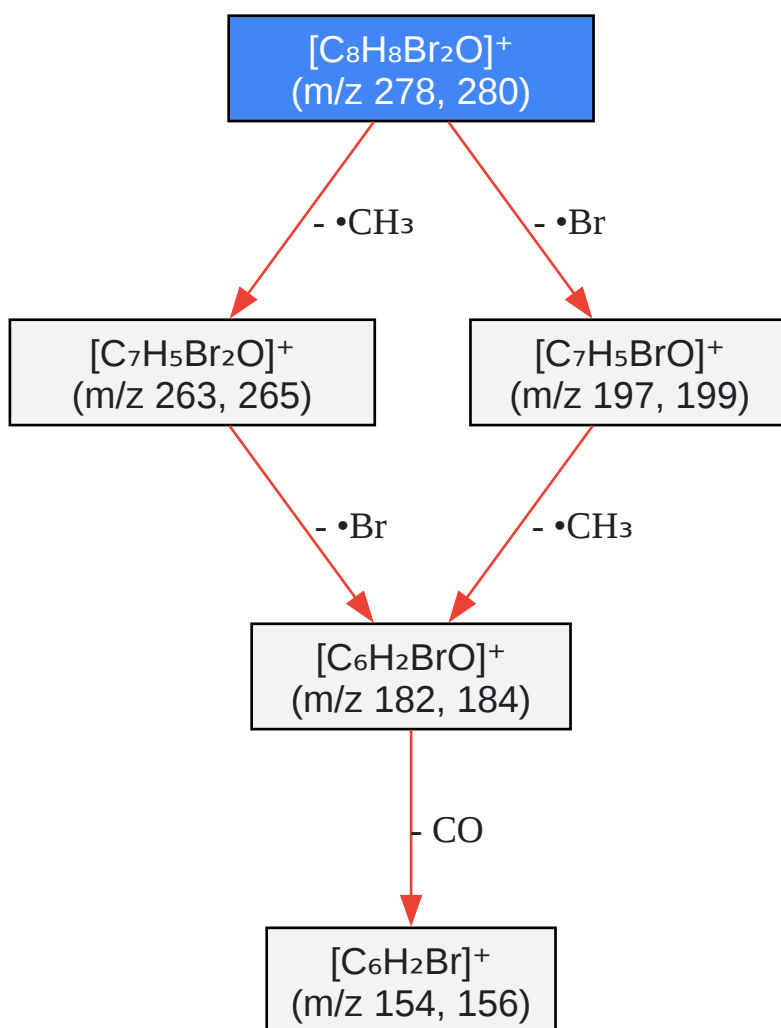 [C₈H₈Br₂O]⁺
(m/z 278, 280)
- •CH₃
- •Br
[C₇H₅Br₂O]⁺
(m/z 263, 265)
[C₇H₅BrO]⁺
(m/z 197, 199)
- •Br
- •CH₃
[C₆H₂BrO]⁺
(m/z 182, 184)
- CO
[C₆H₂Br]⁺
(m/z 154, 156)